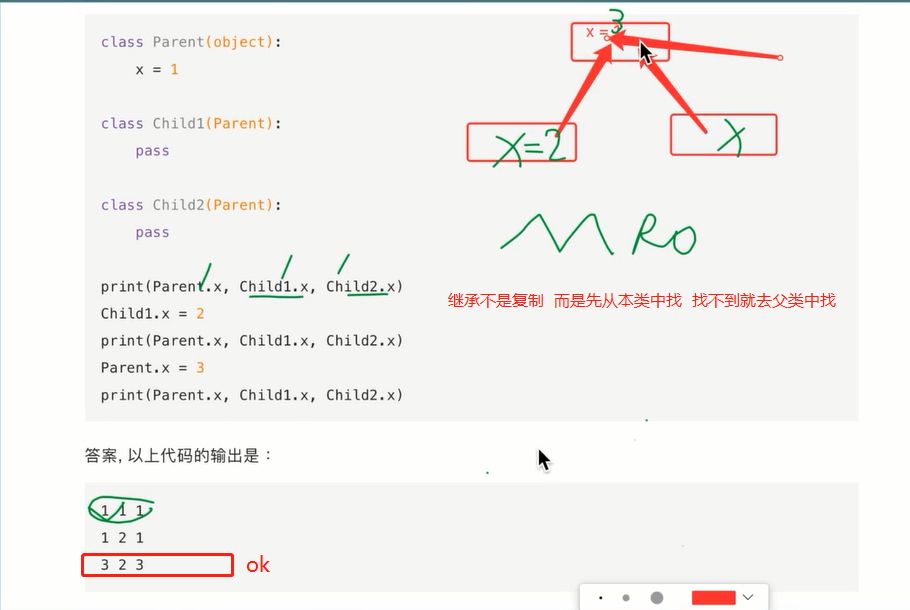 class Parent(object):
x = 1
class Child1(Parent):
pass
class Child2(Parent):
pass
print(Parent.x, Child1.x, Child2.x)
Child1.x = 2
print(Parent.x, Child1.x, Child2.x)
Parent.x = 3
print(Parent.x, Child1.x, Child2.x)
x = 3
x=2
x
MRO
继承不是复制 而是先从本类中找 找不到就去父类中找
答案, 以上代码的输出是：
1 1 1
1 2 1
3 2 3
ok